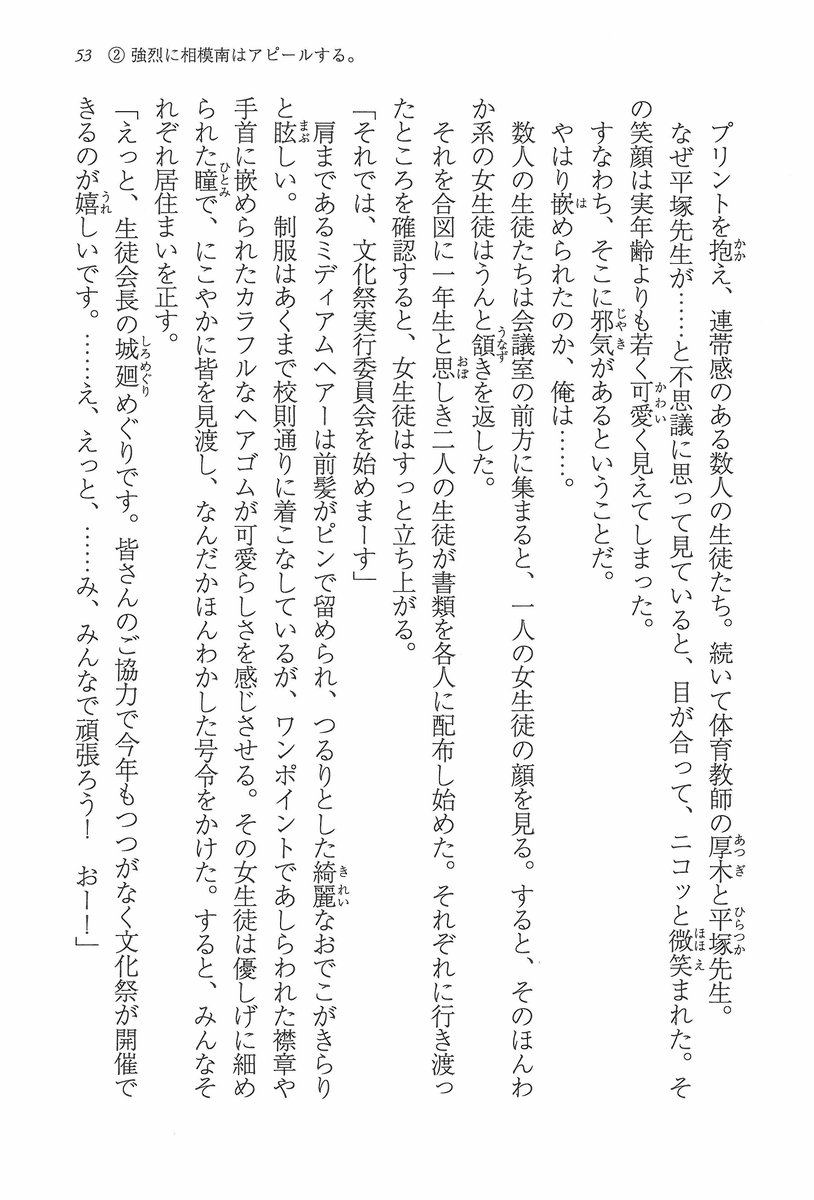 53 ② 強烈に相模南はアピールする。
プリントを抱え、連帯感のある数人の生徒たち。続いて体育教師の厚木と平塚先生。
なぜ平塚先生が……と不思議に思って見ていると、目が合って、ニコッと微笑まれた。そ
の笑顔は実年齢よりも若く可愛く見えてしまった。
すなわち、そこに邪気があるということだ。
やはり嵌められたのか、俺は……。
数人の生徒たちは会議室の前方に集まると、一人の女生徒の顔を見る。すると、そのほんわ
か系の女生徒はうんと頷きを返した。
それを合図に一年生と思しき二人の生徒が書類を各人に配布し始めた。それぞれに行き渡っ
たところを確認すると、女生徒はすっと立ち上がる。
「それでは、文化祭実行委員会を始めまーす」
肩まであるミディアムヘアーは前髪がピンで留められ、つるりとした綺麗なおでこがきらり
と眩しい。制服はあくまで校則通りに着こなしているが、ワンポイントであしらわれた襟章や
手首に嵌められたカラフルなヘアゴムが可愛らしさを感じさせる。その女生徒は優しげに細め
られた瞳で、にこやかに皆を見渡し、なんだかほんわかした号令をかけた。すると、みんなそ
れぞれ居住まいを正す。
「えっと、生徒会長の城廻めぐりです。皆さんのご協力で今年もつつがなく文化祭が開催で
きるのが嬉しいです。……え、えっと、……み、みんなで頑張ろう！　おー！」